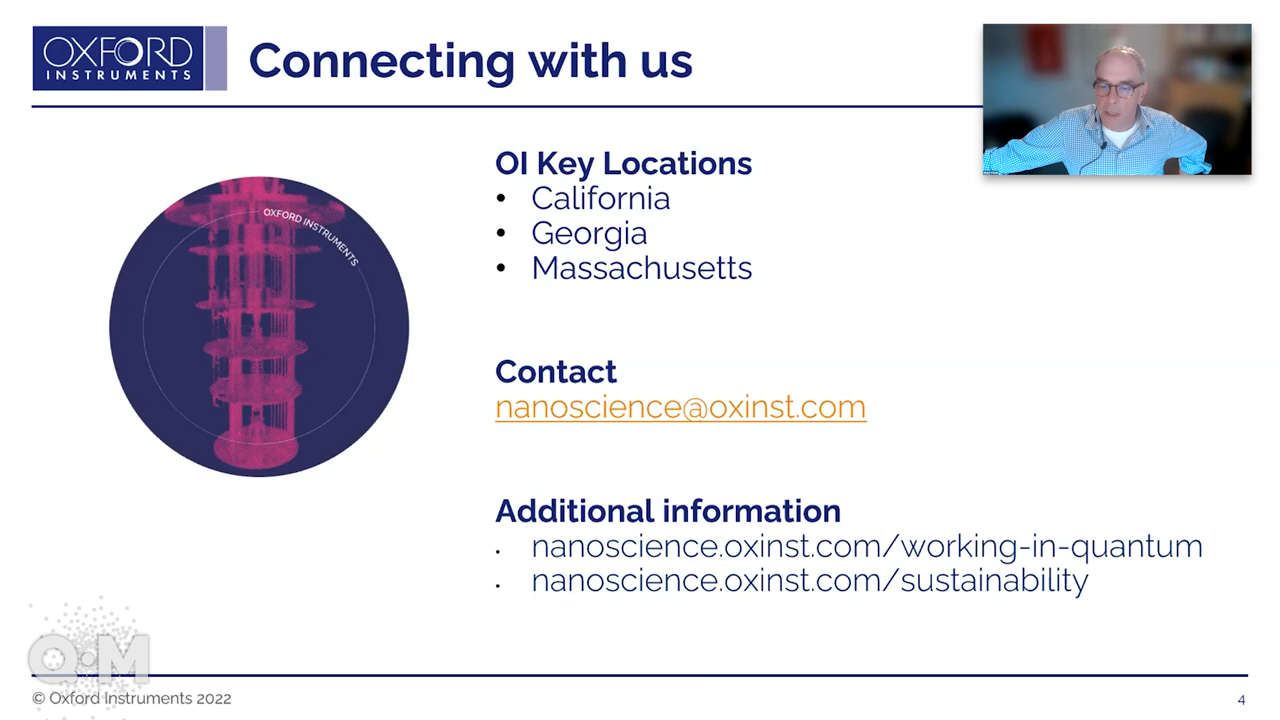 OXFORD
INSTRUMENTS
Connecting with us
OXFORD INSTRUMENTS
OI Key Locations
• California
• Georgia
• Massachusetts
Contact
nanoscience@oxinst.com
Additional information
• nanoscience.oxinst.com/working-in-quantum
• nanoscience.oxinst.com/sustainability
QM
© Oxford Instruments 2022
4